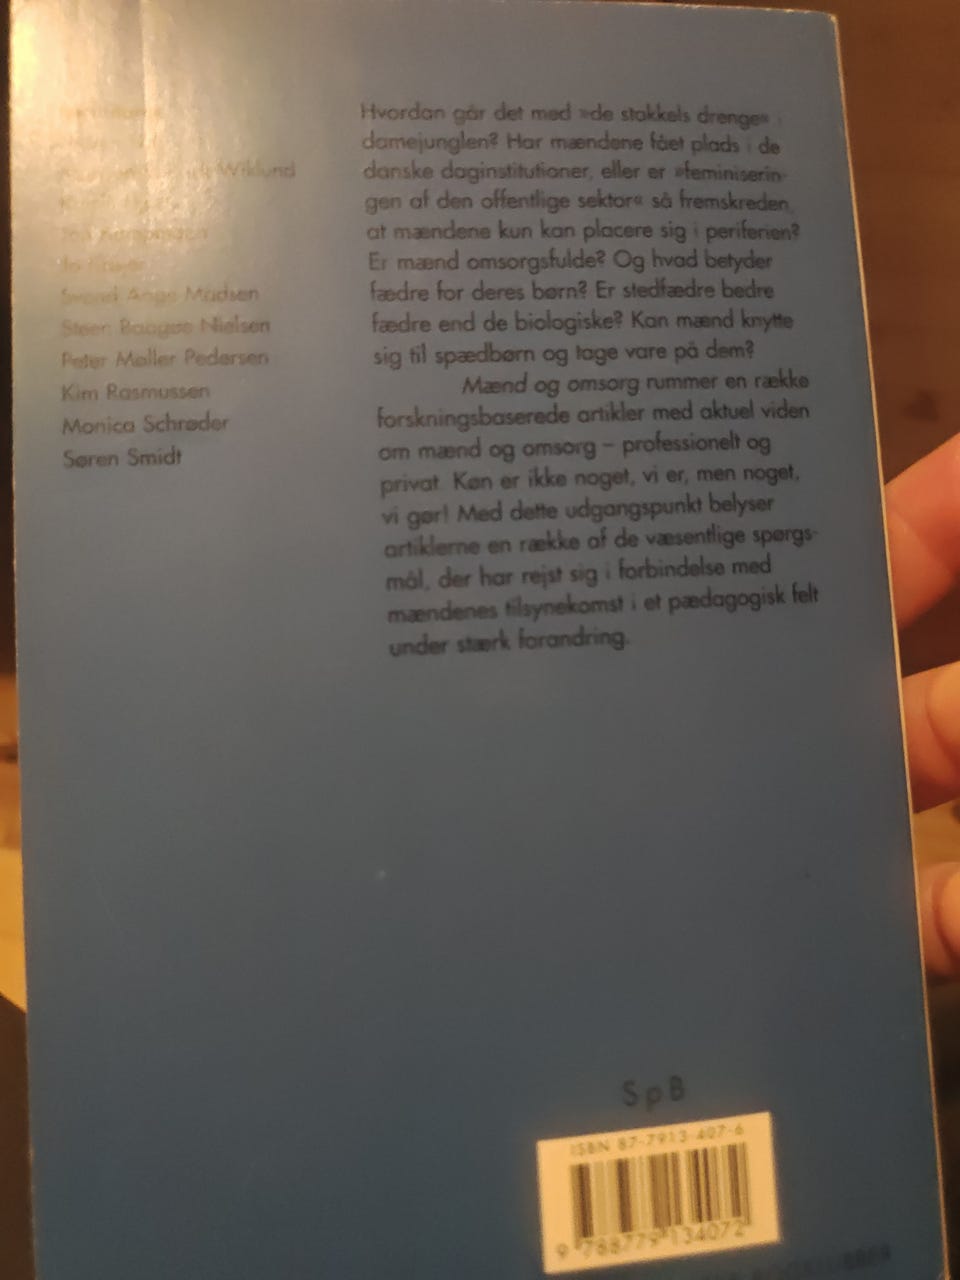 Wiklund
Svend Aage Madsen
Steen Baagøe Nielsen
Peter Møller Pedersen
Kim Rasmussen
Monica Schrøder
Søren Smidt
Hvordan går det med »de stakkels drenge« i
damejunglen? Har mændene fået plads i de
danske daginstitutioner, eller er »feminiserin-
gen af den offentlige sektor« så fremskreden,
at mændene kun kan placere sig i periferien?
Er mænd omsorgsfulde? Og hvad betyder
fædre for deres børn? Er stedfædre bedre
fædre end de biologiske? Kan mænd knytte
sig til spædbørn og tage vare på dem?
Mænd og omsorg rummer en række
forskningsbaserede artikler med aktuel viden
om mænd og omsorg – professionelt og
privat. Køn er ikke noget, vi er, men noget,
vi gør! Med dette udgangspunkt belyser
artiklerne en række af de væsentlige spørgs-
mål, der har rejst sig i forbindelse med
mændenes tilsynekomst i et pædagogisk felt
under stærk forandring.
SpB
ISBN 87-7913-407-6
9 788779 134072